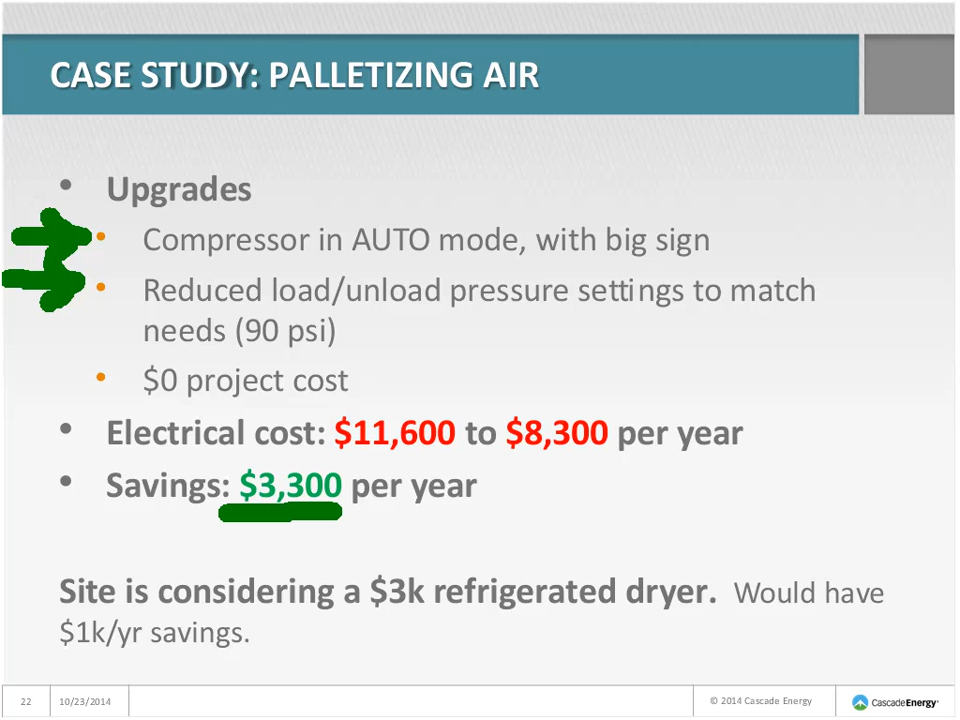 CASE STUDY: PALLETIZING AIR
• Upgrades
• Compressor in AUTO mode, with big sign
• Reduced load/unload pressure settings to match
needs (90 psi)
• $0 project cost
• Electrical cost: $11,600 to $8,300 per year
• Savings: $3,300 per year
Site is considering a $3k refrigerated dryer. Would have
$1k/yr savings.
22 10/23/2014 © 2014 Cascade Energy CascadeEnergy